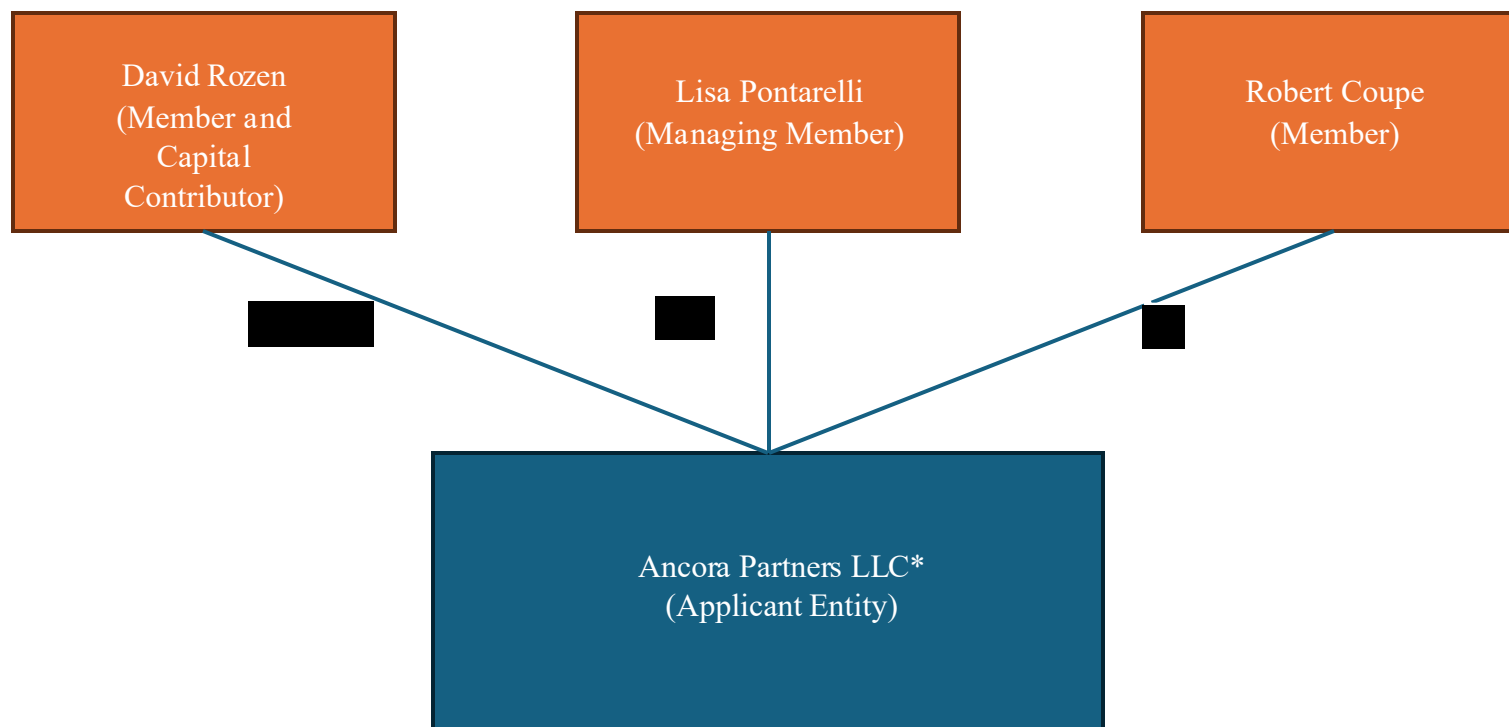 David Rozen
(Member and
Capital
Contributor)
Lisa Pontarelli
(Managing Member)
Robert Coupe
(Member)
Ancora Partners LLC*
(Applicant Entity)